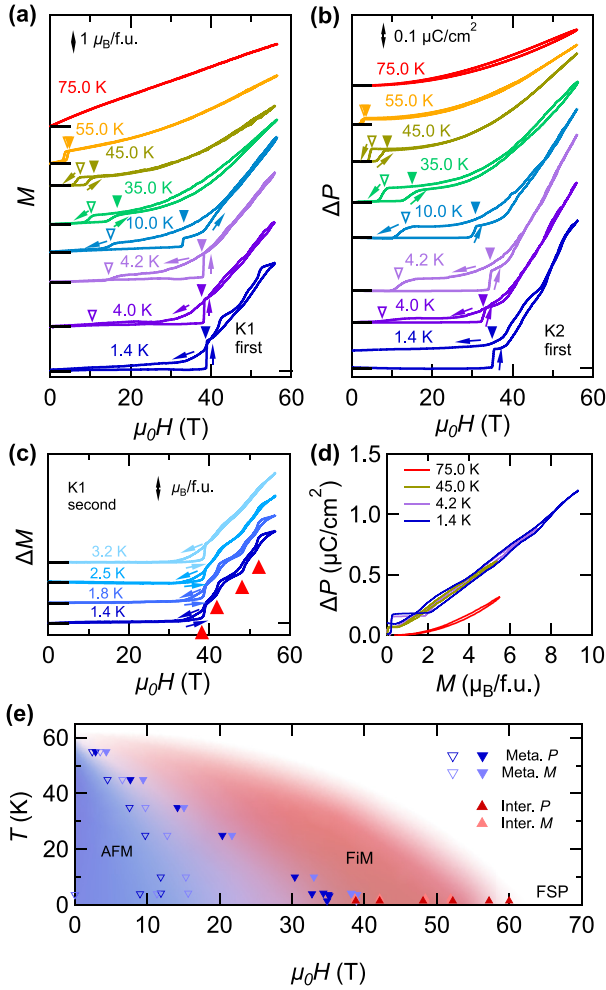 (a)
1 μB/f.u.
75.0 K
55.0 K
45.0 K
35.0 K
10.0 K
4.2 K
4.0 K
1.4 K
K1
first
M
0 20 40 60
μ0H (T)
(b)
0.1 μC/cm²
75.0 K
55.0 K
45.0 K
35.0 K
10.0 K
4.2 K
4.0 K
1.4 K
K2
first
ΔP
0 20 40 60
μ0H (T)
(c)
K1
second
μB/f.u.
3.2 K
2.5 K
1.8 K
1.4 K
ΔM
0 20 40 60
μ0H (T)
(d)
75.0 K
45.0 K
4.2 K
1.4 K
1.5
1.0
0.5
0.0
ΔP (μC/cm²)
0 2 4 6 8 10
M (μB/f.u.)
(e)
60
40
20
0
T (K)
Meta. P
Meta. M
Inter. P
Inter. M
AFM
FiM
FSP
0 10 20 30 40 50 60 70
μ0H (T)